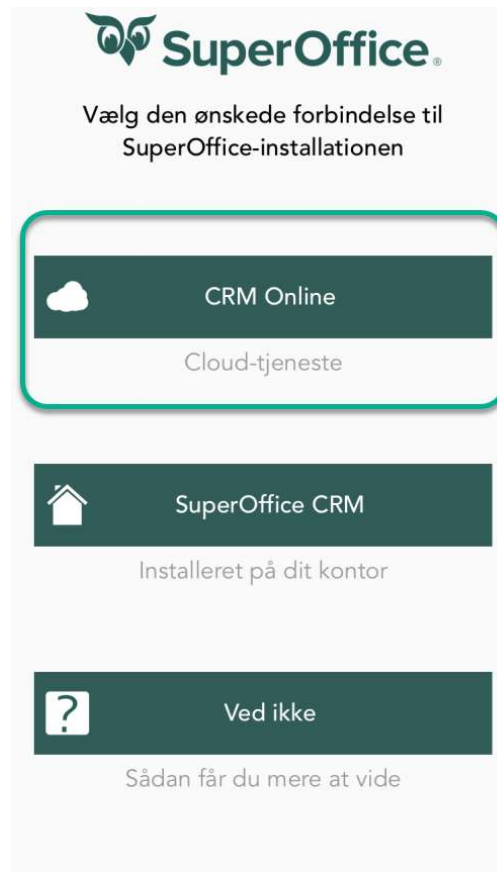 SuperOffice®
Vælg den ønskede forbindelse til
SuperOffice-installationen
CRM Online
Cloud-tjeneste
SuperOffice CRM
Installeret på dit kontor
?
Ved ikke
Sådan får du mere at vide